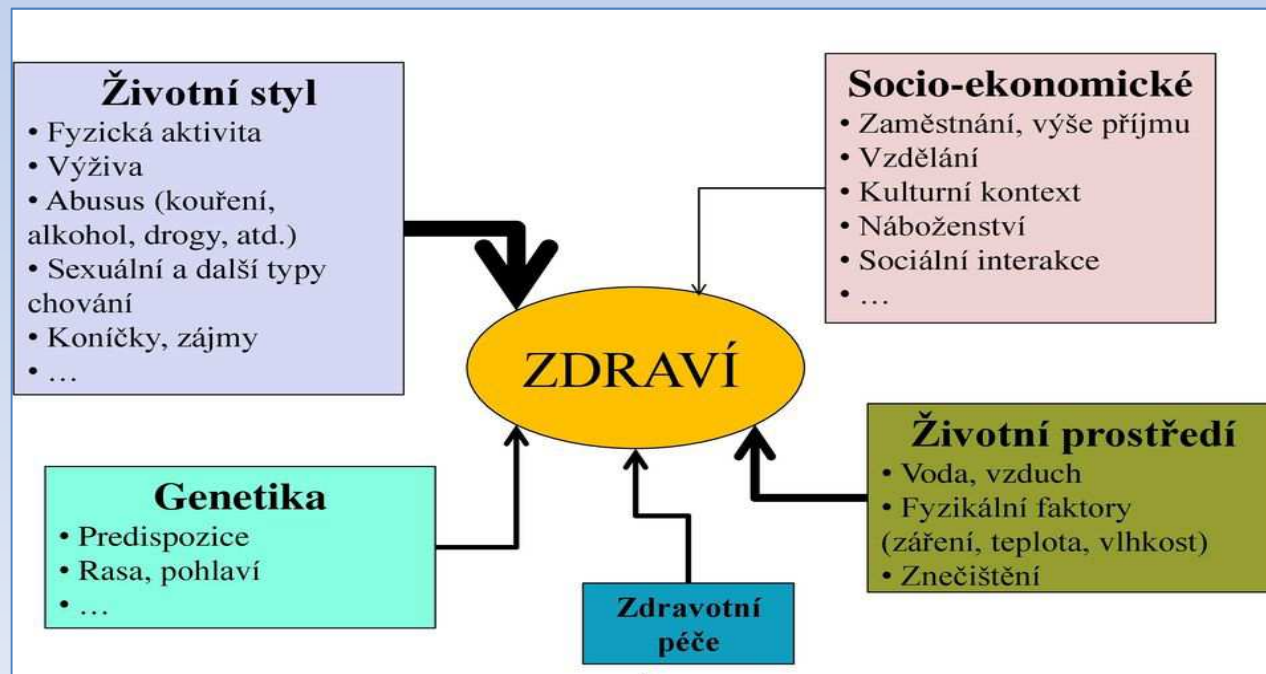 Životní styl
• Fyzická aktivita
• Výživa
• Abusus (kouření,
alkohol, drogy, atd.)
• Sexuální a další typy
chování
• Koníčky, zájmy
• …
Socio-ekonomické
• Zaměstnání, výše příjmu
• Vzdělání
• Kulturní kontext
• Náboženství
• Sociální interakce
• …
ZDRAVÍ
Genetika
• Predispozice
• Rasa, pohlaví
• …
Zdravotní
péče
Životní prostředí
• Voda, vzduch
• Fyzikální faktory
(záření, teplota, vlhkost)
• Znečištění